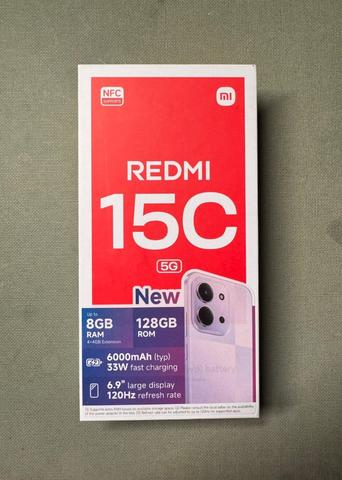 NFC
SUPPORTS
mi
REDMI
15C
5G
New
Up to
8GB
RAM
4+4GB Extension
128GB
ROM
6000mAh (typ)
33W fast charging
6.9" large display
120Hz refresh rate